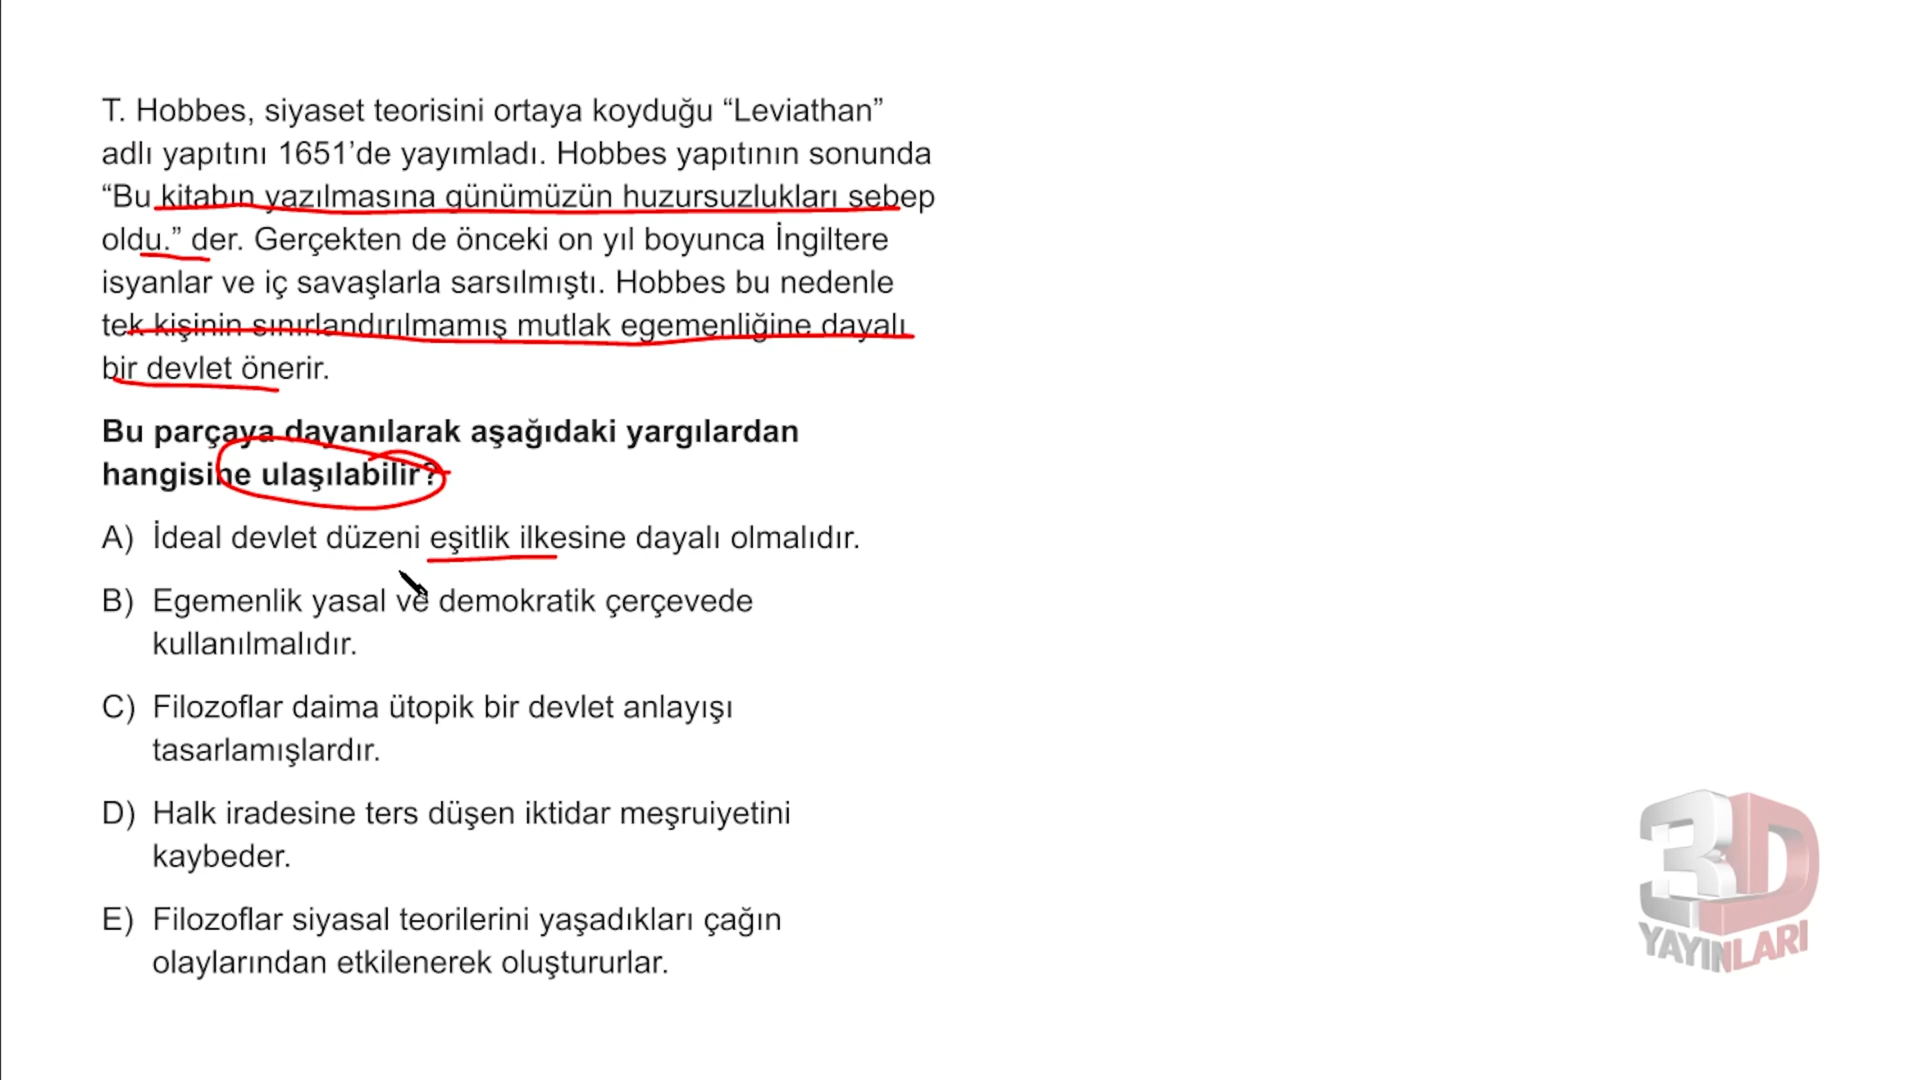 T. Hobbes, siyaset teorisini ortaya koyduğu “Leviathan”
adlı yapıtını 1651’de yayımladı. Hobbes yapıtının sonunda
“Bu kitabın yazılmasına günümüzün huzursuzlukları sebep
oldu.” der. Gerçekten de önceki on yıl boyunca İngiltere
isyanlar ve iç savaşlarla sarsılmıştı. Hobbes bu nedenle
tek kişinin sınırlandırılmamış mutlak egemenliğine dayalı
bir devlet önerir.
Bu parçaya dayanılarak aşağıdaki yargılardan
hangisine ulaşılabilir?
A) İdeal devlet düzeni eşitlik ilkesine dayalı olmalıdır.
B) Egemenlik yasal ve demokratik çerçevede
kullanılmalıdır.
C) Filozoflar daima ütopik bir devlet anlayışı
tasarlamışlardır.
D) Halk iradesine ters düşen iktidar meşruiyetini
kaybeder.
E) Filozoflar siyasal teorilerini yaşadıkları çağın
olaylarından etkilenerek oluştururlar.
3D
YAYINLARI